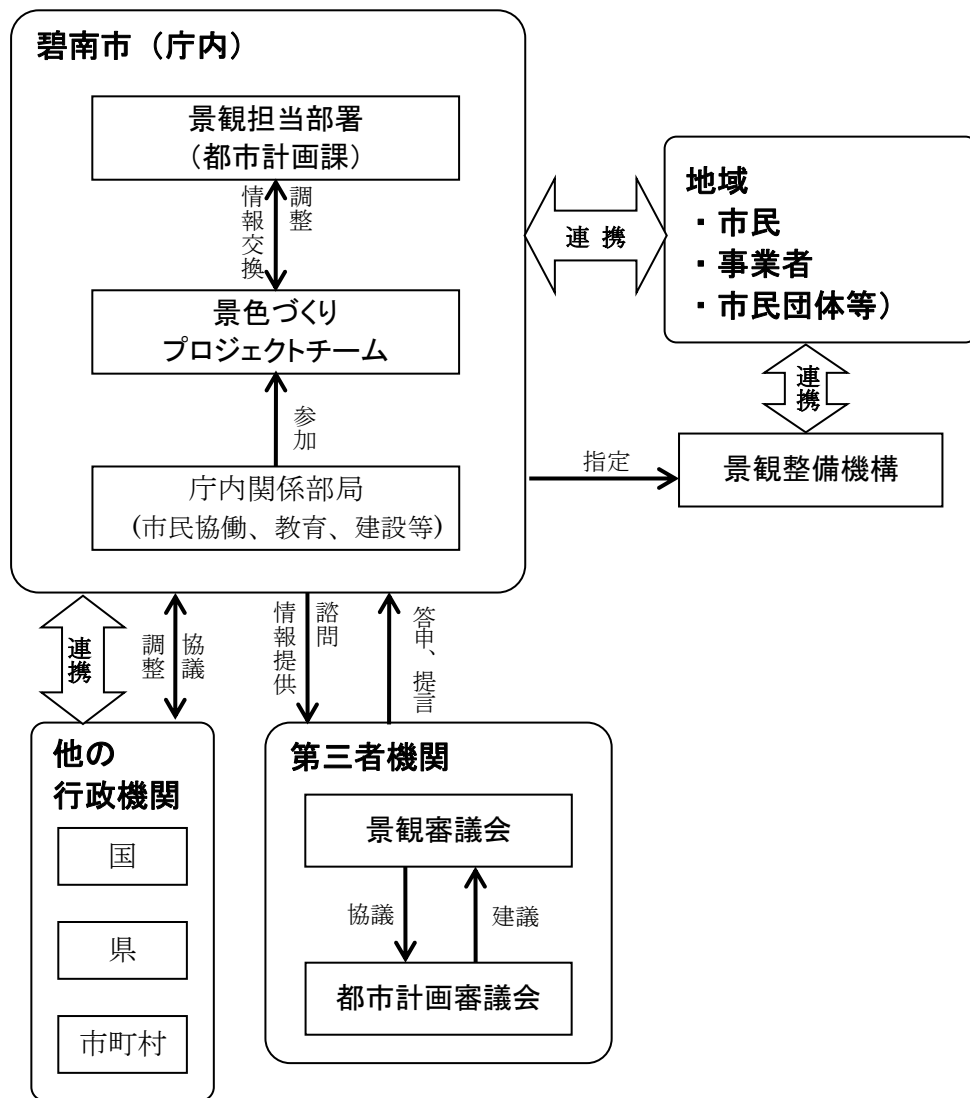 碧南市（庁内）
景観担当部署
（都市計画課）
情報交換
調整
景色づくり
プロジェクトチーム
参加
庁内関係部局
(市民協働、教育、建設等)
連 携
地域
・市民
・事業者
・市民団体等）
連携
指定
景観整備機構
連携
調整
協議
情報提供
諮問
答申、提言
他の
行政機関
国
県
市町村
第三者機関
景観審議会
協議
建議
都市計画審議会